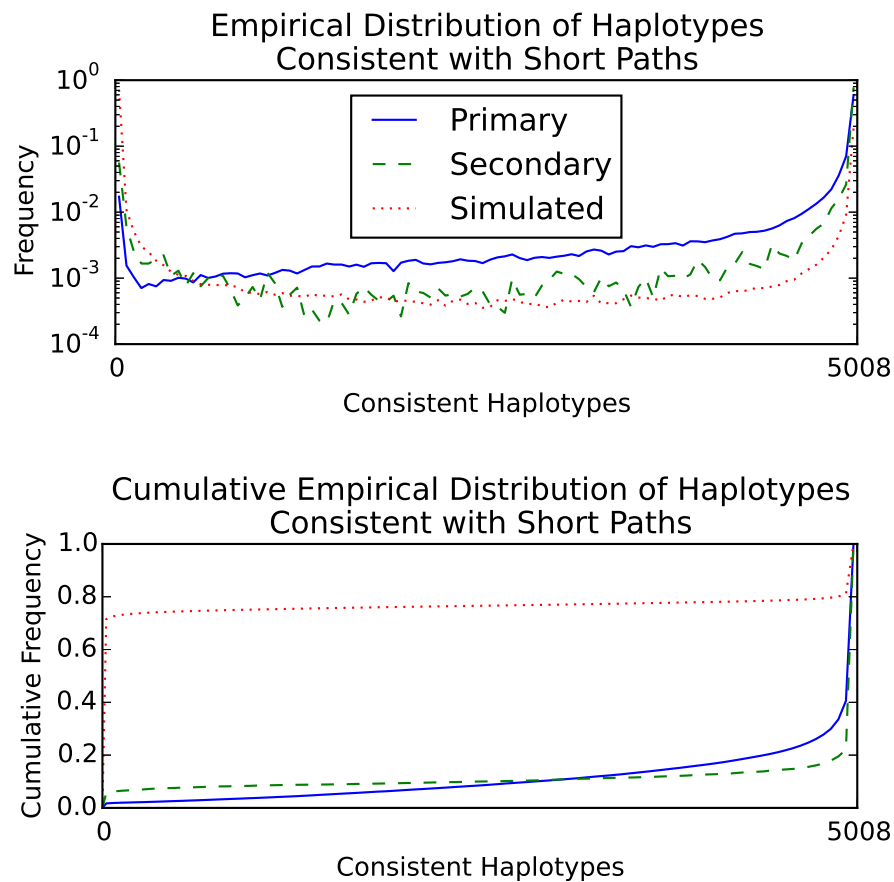 Empirical Distribution of Haplotypes
Consistent with Short Paths
10^0
10^-1
10^-2
10^-3
10^-4
Frequency
Primary
Secondary
Simulated
0
5008
Consistent Haplotypes
Cumulative Empirical Distribution of Haplotypes
Consistent with Short Paths
1.0
0.8
0.6
0.4
0.2
0.0
Cumulative Frequency
0
5008
Consistent Haplotypes